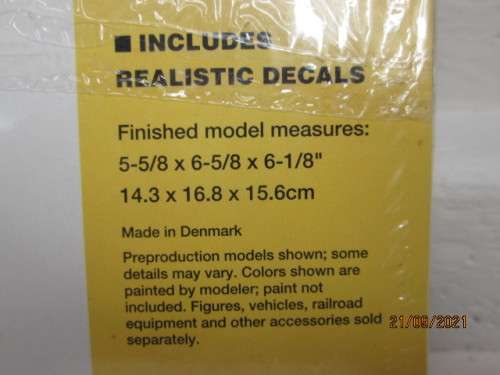 ■ INCLUDES
REALISTIC DECALS
Finished model measures:
5-5/8 x 6-5/8 x 6-1/8"
14.3 x 16.8 x 15.6cm
Made in Denmark
Preproduction models shown; some
details may vary. Colors shown are
painted by modeler; paint not
included. Figures, vehicles, railroad
equipment and other accessories sold
separately.
21/09/2021